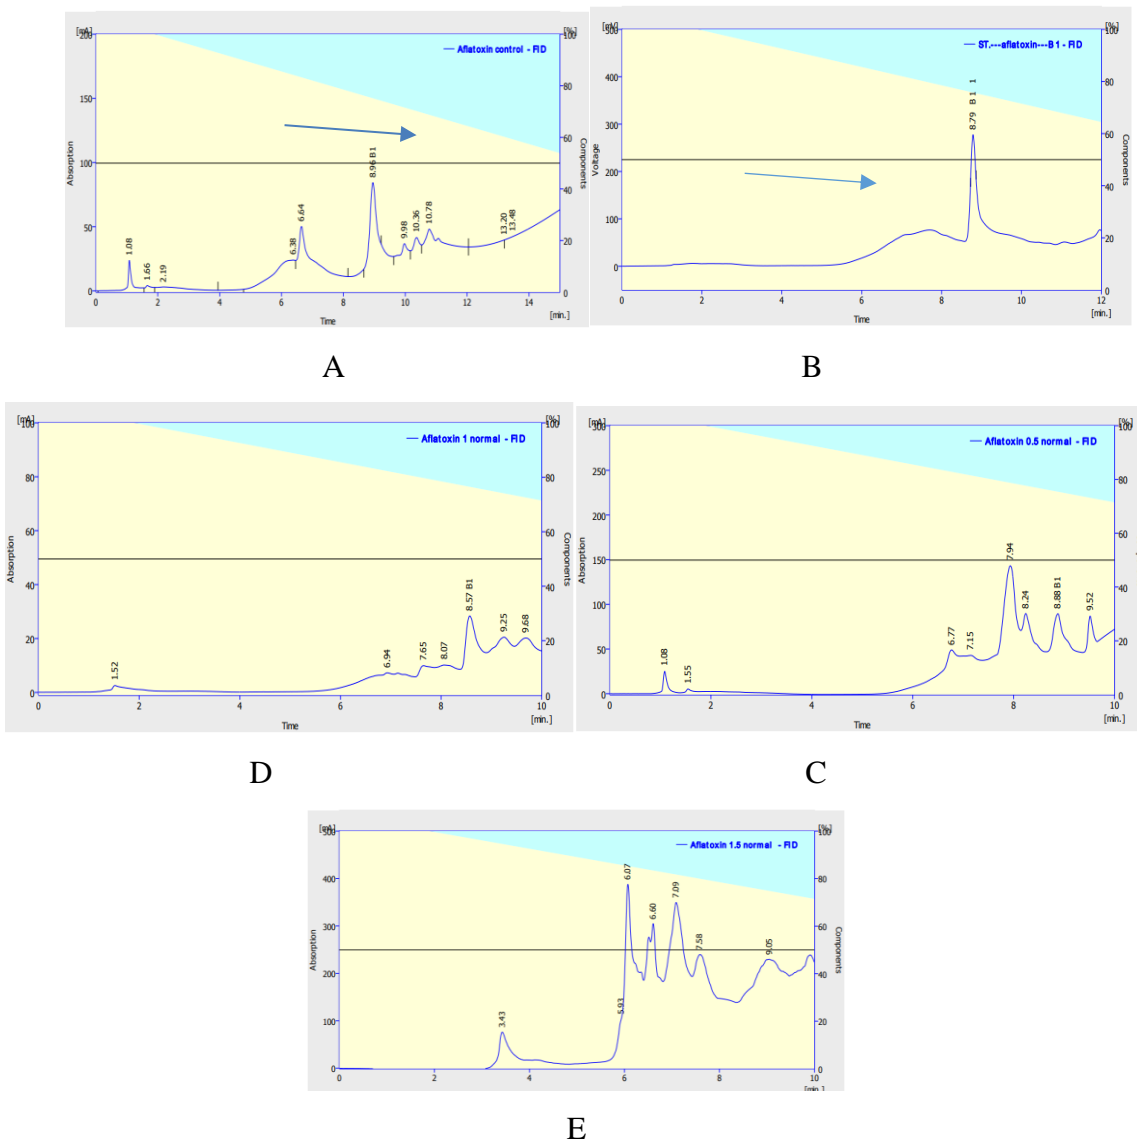 [mA]
[%]
Aflatoxin control - FID
200
150
100
50
0
Absorption
100
80
60
40
20
0
Components
1.08
1.66
2.19
6.38
6.64
8.96 B1
9.98
10.36
10.78
13.20
13.48
0 2 4 6 8 10 12 14
[min.]
Time
A
[mV]
[%]
ST.---aflatoxin---B 1 - FID
500
400
300
200
100
0
Voltage
100
80
60
40
20
0
Components
8.79 B 1 1
0 2 4 6 8 10 12
[min.]
Time
B
[mA]
[%]
Aflatoxin 1 normal - FID
100
80
60
40
20
0
Absorption
100
80
60
40
20
0
Components
1.52
6.94
7.65
8.07
8.57 B1
9.25
9.68
0 2 4 6 8 10
[min.]
Time
D
[mA]
[%]
Aflatoxin 0.5 normal - FID
300
250
200
150
100
50
0
Absorption
100
80
60
40
20
0
1.08
1.55
6.77
7.15
7.94
8.24
8.88 B1
9.52
0 2 4 6 8 10
[min.]
Time
C
[mA]
[%]
Aflatoxin 1.5 normal - FID
500
400
300
200
100
0
Absorption
100
80
60
40
20
0
Components
3.43
5.93
6.07
6.60
7.09
7.58
9.05
0 2 4 6 8 10
[min.]
Time
E